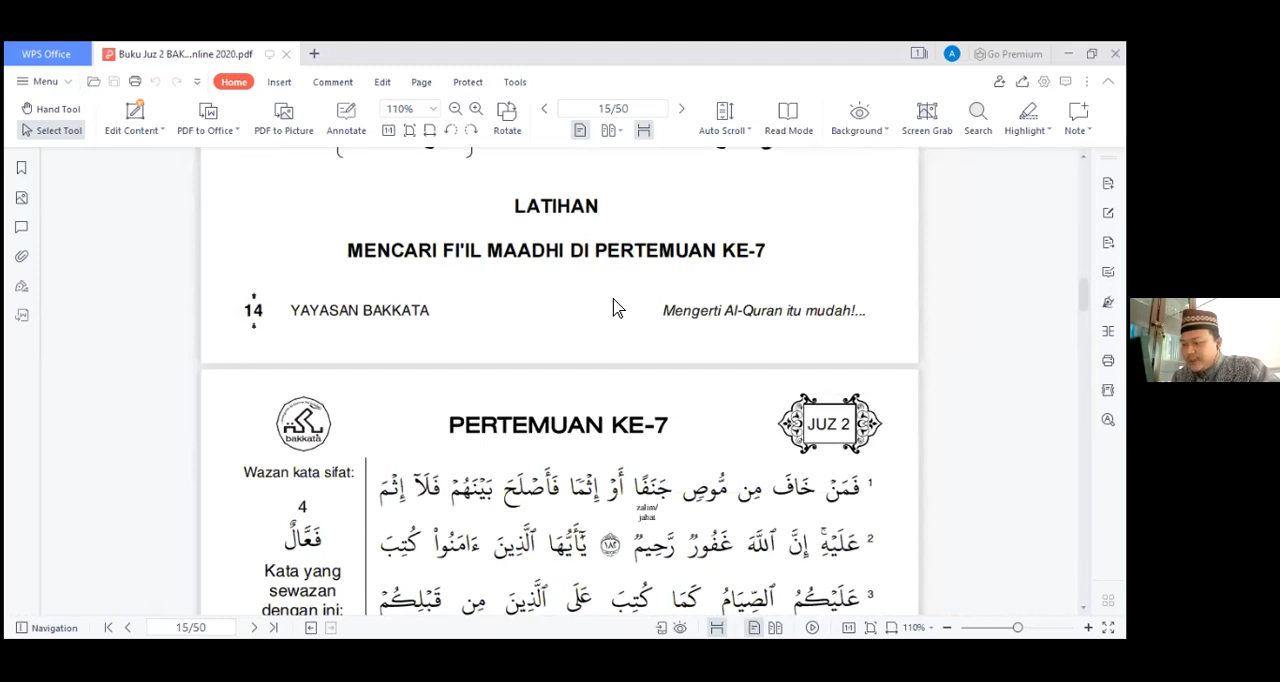 WPS Office
Buku Juz 2 BAK...nline 2020.pdf
1
A
Go Premium
Menu
Home
Insert
Comment
Edit
Page
Protect
Tools
Hand Tool
Select Tool
Edit Content
PDF to Office
PDF to Picture
Annotate
110%
Rotate
15/50
Auto Scroll
Read Mode
Background
Screen Grab
Search
Highlight
Note
LATIHAN
MENCARI FI'IL MAADHI DI PERTEMUAN KE-7
14 YAYASAN BAKKATA Mengerti Al-Quran itu mudah!...
bakkata
PERTEMUAN KE-7
JUZ 2
Wazan kata sifat:
4
فَعَّالٌ
Kata yang
sewazan
dengan ini:
١ فَمَنْ خَافَ مِن مُّوصٍ جَنَفًا أَوْ إِثْمًا فَأَصْلَحَ بَيْنَهُمْ فَلَآ إِثْمَ
zalim/
jahat
٢ عَلَيْهِۚ إِنَّ ٱللَّهَ غَفُورٌ رَّحِيمٌ ١٨٢ يَٰٓأَيُّهَا ٱلَّذِينَ ءَامَنُوا۟ كُتِبَ
٣ عَلَيْكُمُ ٱلصِّيَامُ كَمَا كُتِبَ عَلَى ٱلَّذِينَ مِن قَبْلِكُمْ
Navigation
15/50
110%